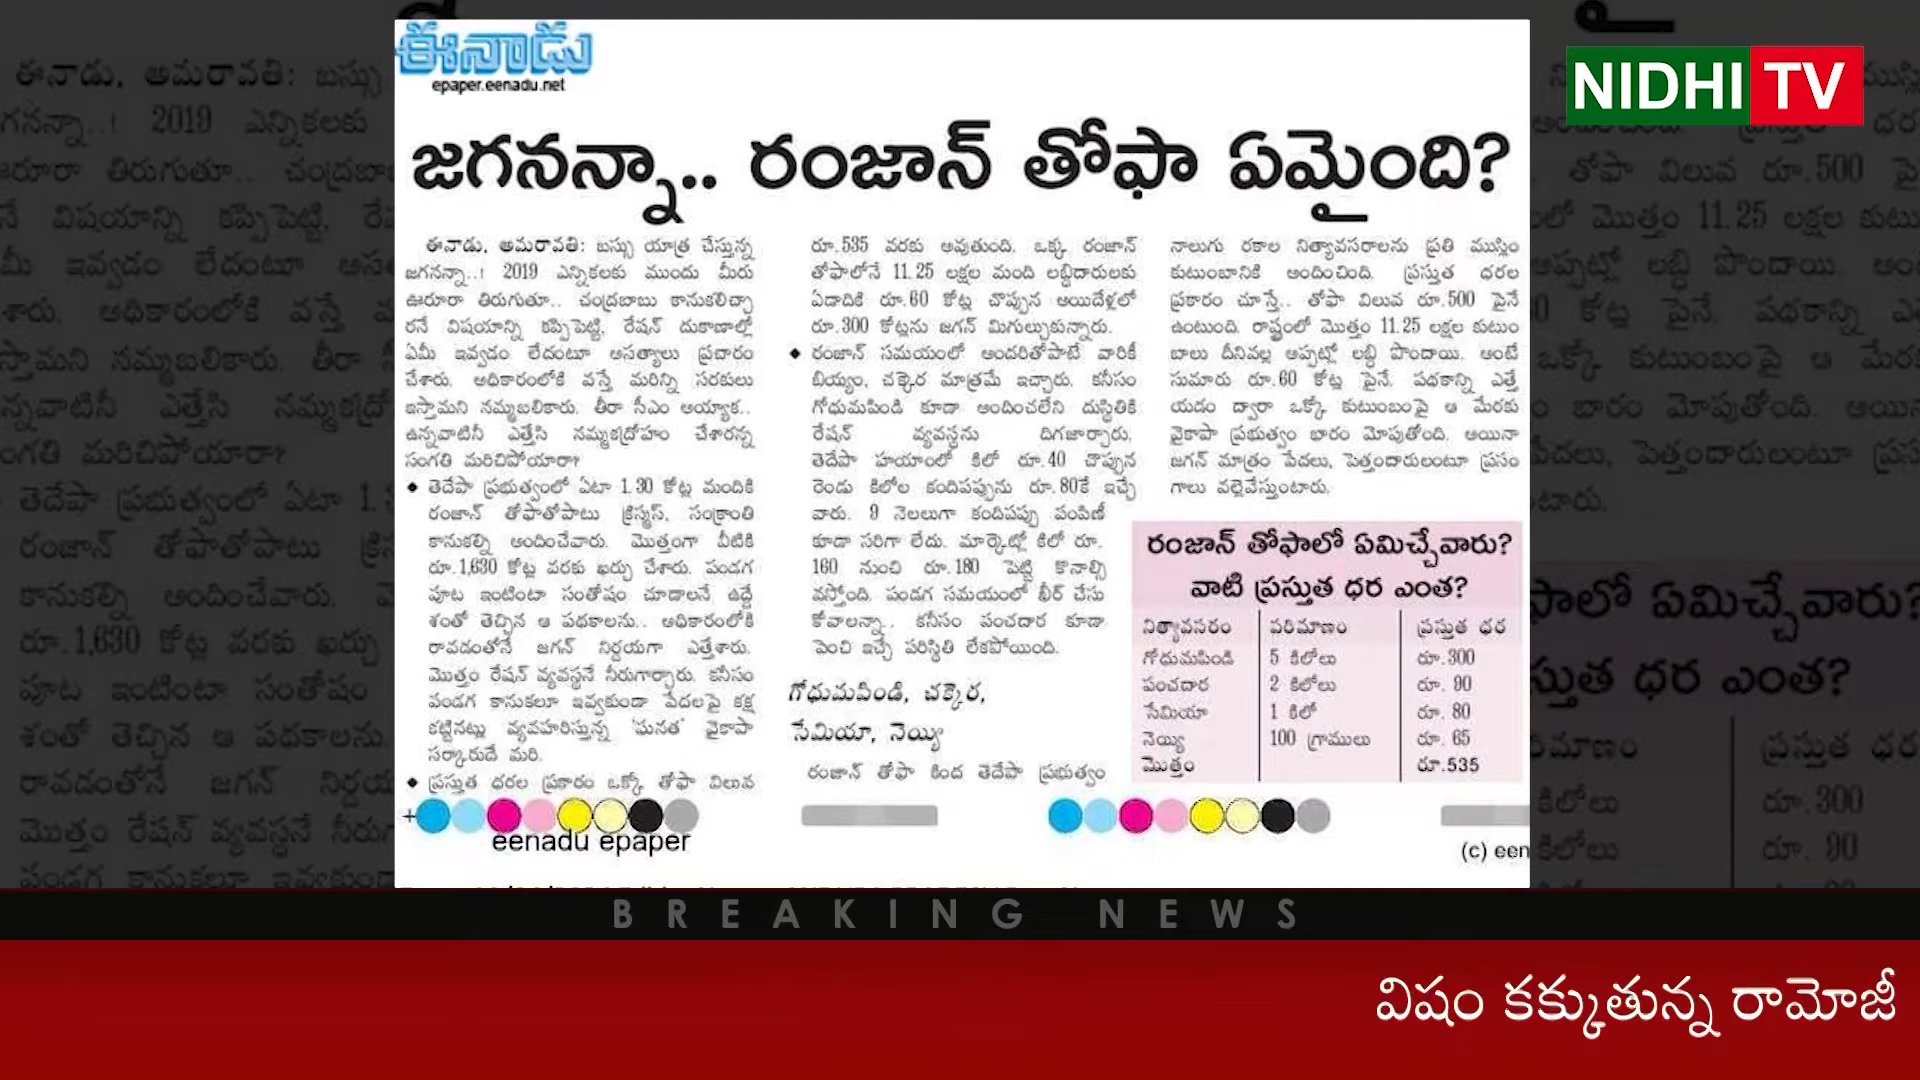 ఈనాడు
epaper.eenadu.net
NIDHI TV
జగనన్నా.. రంజాన్ తోఫా ఏమైంది?
ఈనాడు, అమరావతి: బస్సు యాత్ర చేస్తున్న
జగనన్నా..! 2019 ఎన్నికలకు ముందు మీరు
ఊరూరా తిరుగుతూ.. చంద్రబాబు కానుకలిచ్చా
రనే విషయాన్ని కప్పిపెట్టి, రేషన్ దుకాణాల్లో
ఏమీ ఇవ్వడం లేదంటూ అసత్యాలు ప్రచారం
చేశారు. అధికారంలోకి వస్తే మరిన్ని సరకులు
ఇస్తామని నమ్మబలికారు. తీరా సీఎం అయ్యాక..
ఉన్నవాటినీ ఎత్తేసి నమ్మకద్రోహం చేశారన్న
సంగతి మరిచిపోయారా?
◆ తెదేపా ప్రభుత్వంలో ఏటా 1.30 కోట్ల మందికి
రంజాన్ తోఫాతోపాటు క్రిస్మస్, సంక్రాంతి
కానుకల్ని అందించేవారు. మొత్తంగా వీటికి
రూ.1,630 కోట్ల వరకు ఖర్చు చేశారు. పండగ
పూట ఇంటింటా సంతోషం చూడాలనే ఉద్దే
శంతో తెచ్చిన ఆ పథకాలను.. అధికారంలోకి
రావడంతోనే జగన్ నిర్దయగా ఎత్తేశారు.
మొత్తం రేషన్ వ్యవస్థనే నీరుగార్చారు. కనీసం
పండగ కానుకలూ ఇవ్వకుండా పేదలపై కక్ష
కట్టినట్లు వ్యవహరిస్తున్న 'ఘనత' వైకాపా
సర్కారుదే మరి.
◆ ప్రస్తుత ధరల ప్రకారం ఒక్కో తోఫా విలువ
రూ.535 వరకు అవుతుంది. ఒక్క రంజాన్
తోఫాలోనే 11.25 లక్షల మంది లబ్ధిదారులకు
ఏడాదికి రూ.60 కోట్ల చొప్పున అయిదేళ్లలో
రూ.300 కోట్లను జగన్ మిగుల్చుకున్నారు.
◆ రంజాన్ సమయంలో అందరితోపాటే వారికీ
బియ్యం, చక్కెర మాత్రమే ఇచ్చారు. కనీసం
గోధుమపిండి కూడా అందించలేని దుస్థితికి
రేషన్ వ్యవస్థను దిగజార్చారు.
తెదేపా హయాంలో కిలో రూ.40 చొప్పున
రెండు కిలోల కందిపప్పును రూ.80కే ఇచ్చే
వారు. 9 నెలలుగా కందిపప్పు పంపిణీ
కూడా సరిగా లేదు. మార్కెట్లో కిలో రూ.
160 నుంచి రూ.180 పెట్టి కొనాల్సి
వస్తోంది. పండగ సమయంలో ఖీర్ చేసు
కోవాలన్నా.. కనీసం పంచదార కూడా
పెంచి ఇచ్చే పరిస్థితి లేకపోయింది.
గోధుమపిండి, చక్కెర,
సేమియా, నెయ్యి
రంజాన్ తోఫా కింద తెదేపా ప్రభుత్వం
నాలుగు రకాల నిత్యావసరాలను ప్రతి ముస్లిం
కుటుంబానికి అందించింది. ప్రస్తుత ధరల
ప్రకారం చూస్తే.. తోఫా విలువ రూ.500 పైనే
ఉంటుంది. రాష్ట్రంలో మొత్తం 11.25 లక్షల కుటుం
బాలు దీనివల్ల అప్పట్లో లబ్ధి పొందాయి. అంటే
సుమారు రూ.60 కోట్ల పైనే. పథకాన్ని ఎత్తే
యడం ద్వారా ఒక్కో కుటుంబంపై ఆ మేరకు
వైకాపా ప్రభుత్వం భారం మోపుతోంది. అయినా
జగన్ మాత్రం పేదలు, పెత్తందారులంటూ ప్రసం
గాలు వల్లెవేస్తుంటారు.
రంజాన్ తోఫాలో ఏమిచ్చేవారు?
వాటి ప్రస్తుత ధర ఎంత?
నిత్యావసరం పరిమాణం ప్రస్తుత ధర
గోధుమపిండి 5 కిలోలు రూ.300
పంచదార 2 కిలోలు రూ. 90
సేమియా 1 కిలో రూ. 80
నెయ్యి 100 గ్రాములు రూ. 65
మొత్తం రూ.535
eenadu epaper
(c) een
BREAKING NEWS
విషం కక్కుతున్న రామోజీ